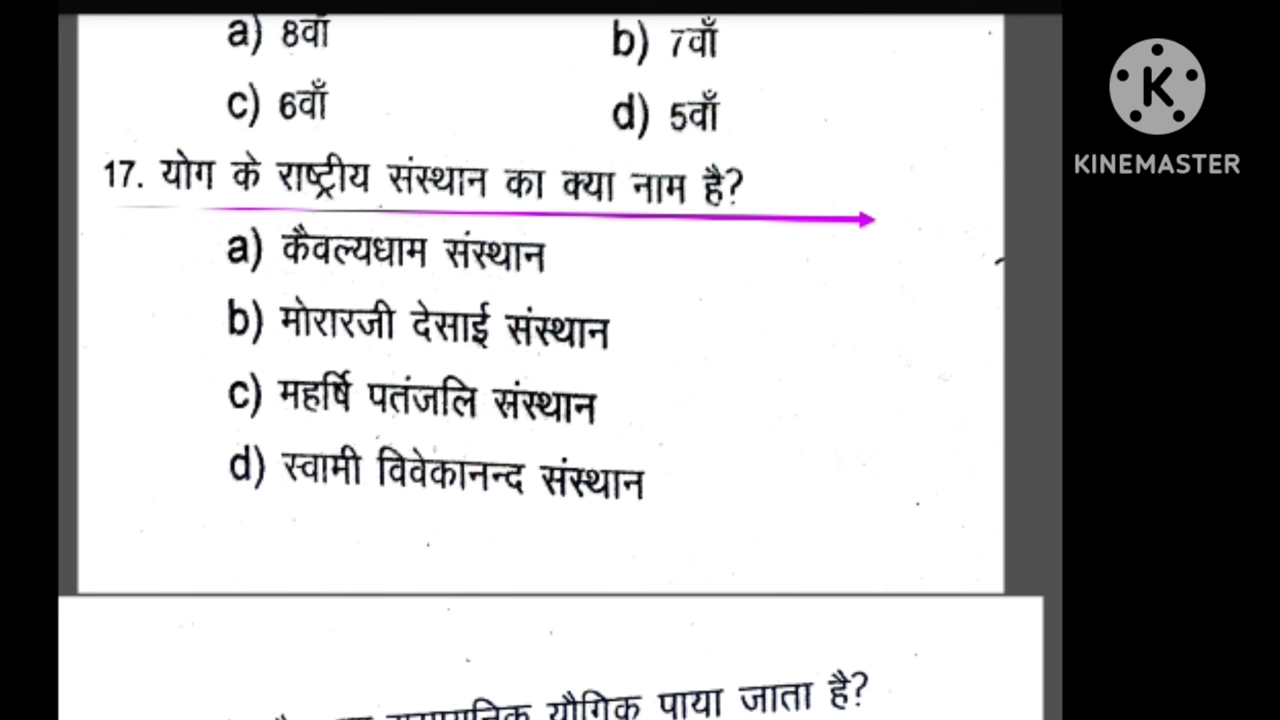 a) 8वाँ b) 7वाँ
c) 6वाँ d) 5वाँ
17. योग के राष्ट्रीय संस्थान का क्या नाम है?
a) कैवल्यधाम संस्थान
b) मोरारजी देसाई संस्थान
c) महर्षि पतंजलि संस्थान
d) स्वामी विवेकानन्द संस्थान
यौगिक पाया जाता है?
K
KINEMASTER